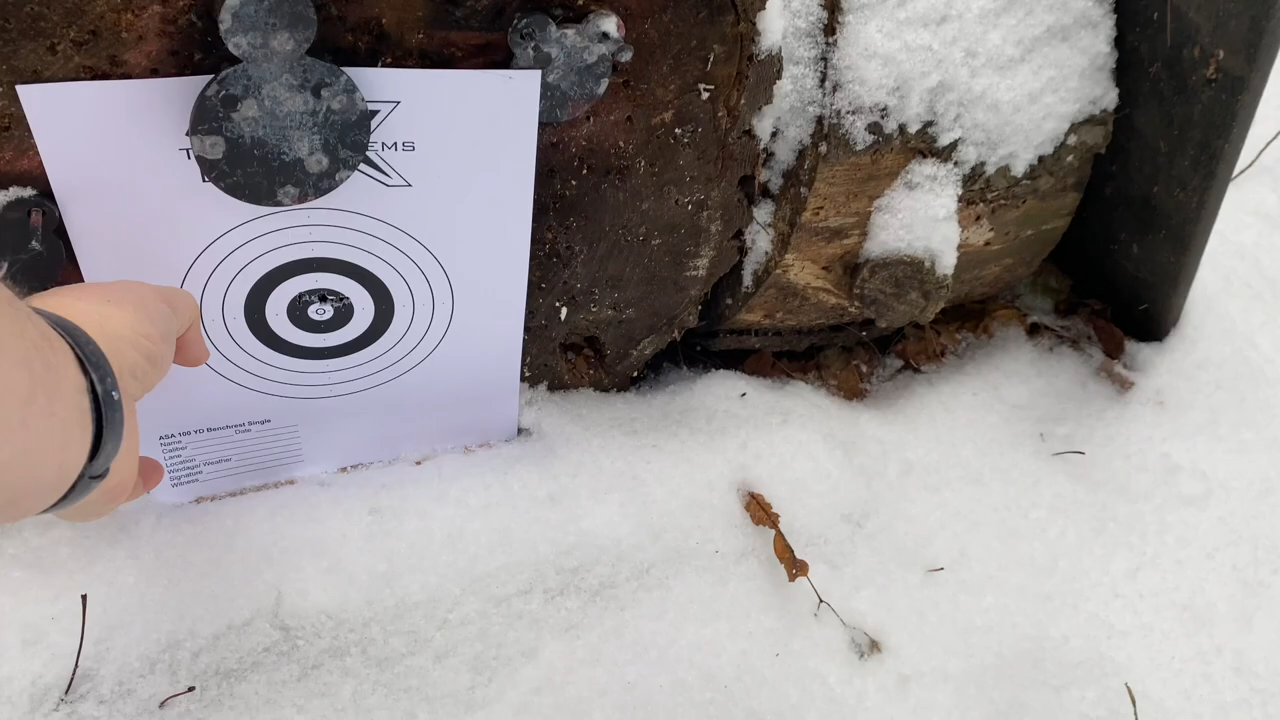 EMS
ASA 100 YD Benchrest Single
Name Date
Caliber
Lane
Location
Windage/ Weather
Signature
Witness